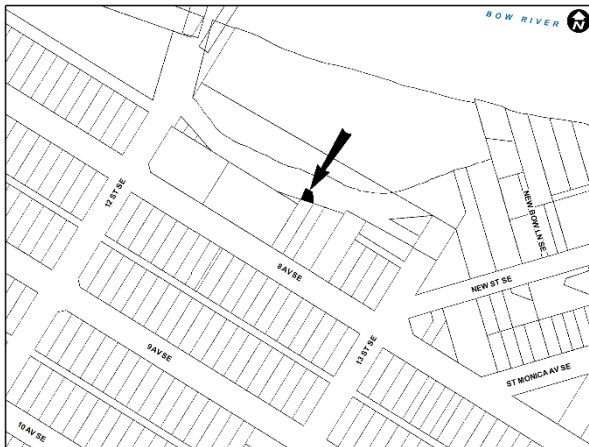 BOW RIVER
N
12 ST SE
NEW BOW LN SE
8 AV SE
NEW ST SE
9 AV SE
13 ST SE
ST MONICA AV SE
10 AV SE